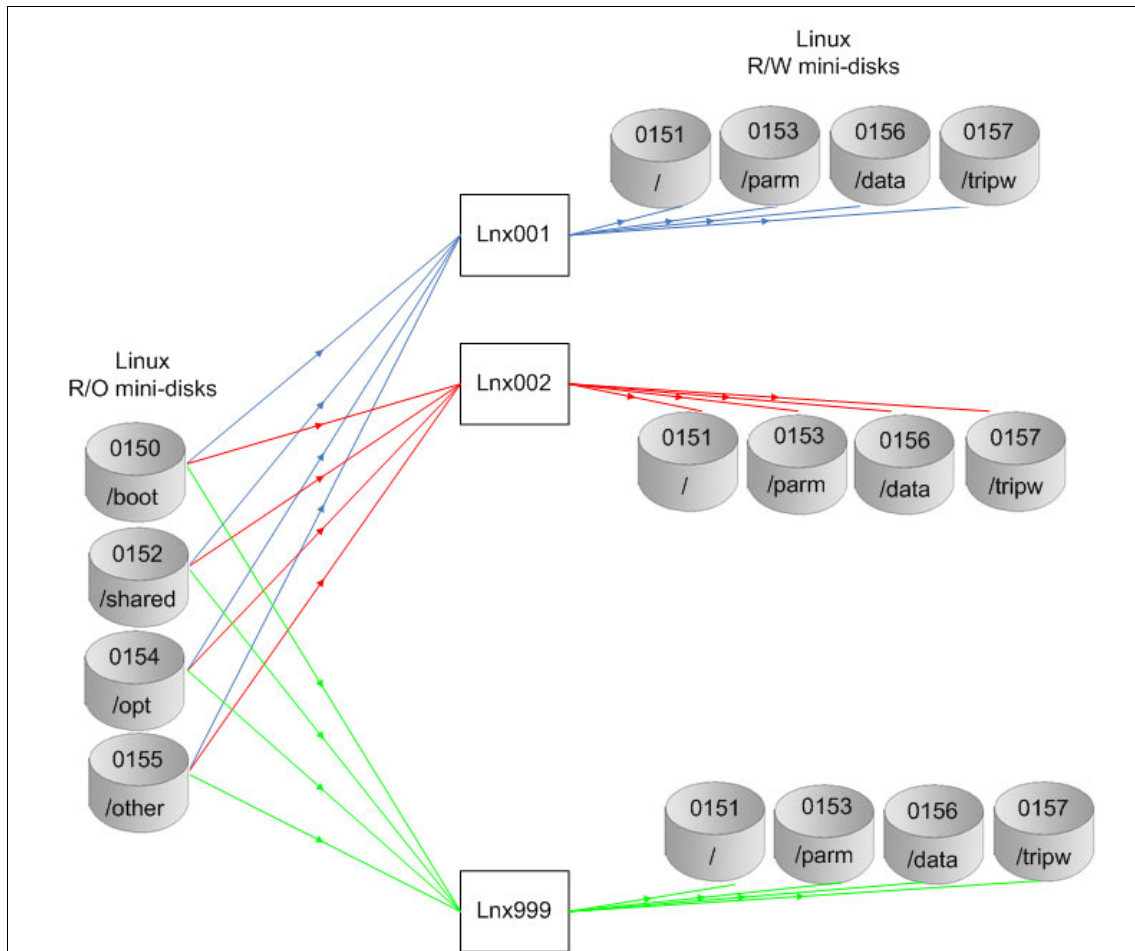 Linux
R/W mini-disks
0151
/
0153
/parm
0156
/data
0157
/tripw
Lnx001
Linux
R/O mini-disks
0150
/boot
0152
/shared
0154
/opt
0155
/other
Lnx002
0151
/
0153
/parm
0156
/data
0157
/tripw
Lnx999
0151
/
0153
/parm
0156
/data
0157
/tripw